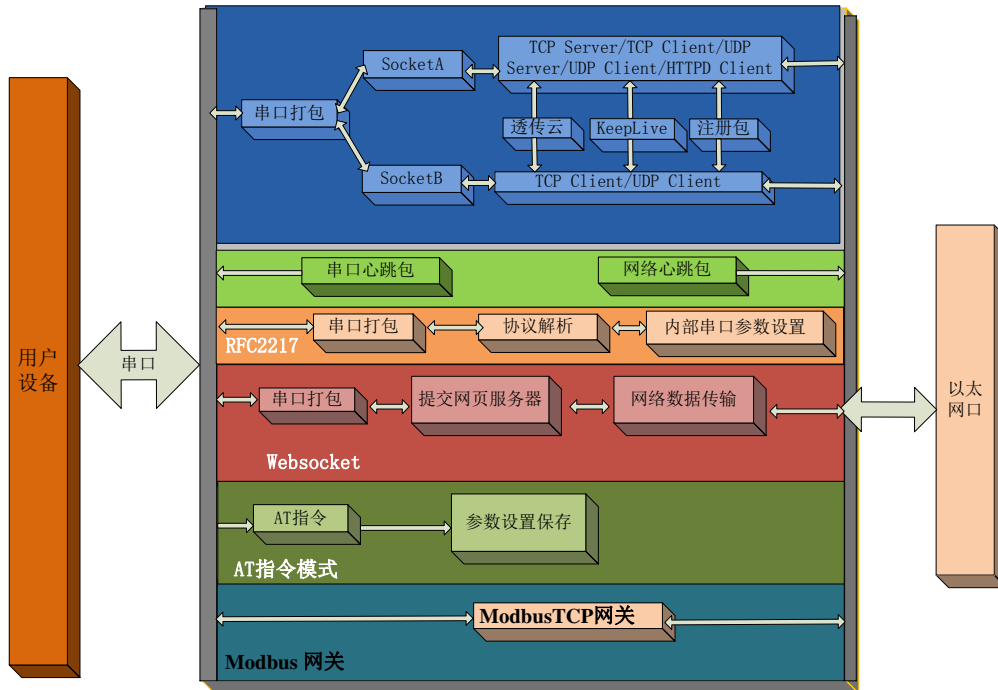 TCP Server/TCP Client/UDP
Server/UDP Client/HTTPD Client
SocketA
串口打包
透传云
KeepLive
注册包
SocketB
TCP Client/UDP Client
串口心跳包
网络心跳包
串口打包
协议解析
内部串口参数设置
RFC2217
用户
设备
串口
串口打包
提交网页服务器
网络数据传输
以太
网口
Websocket
AT指令
参数设置保存
AT指令模式
ModbusTCP网关
Modbus 网关